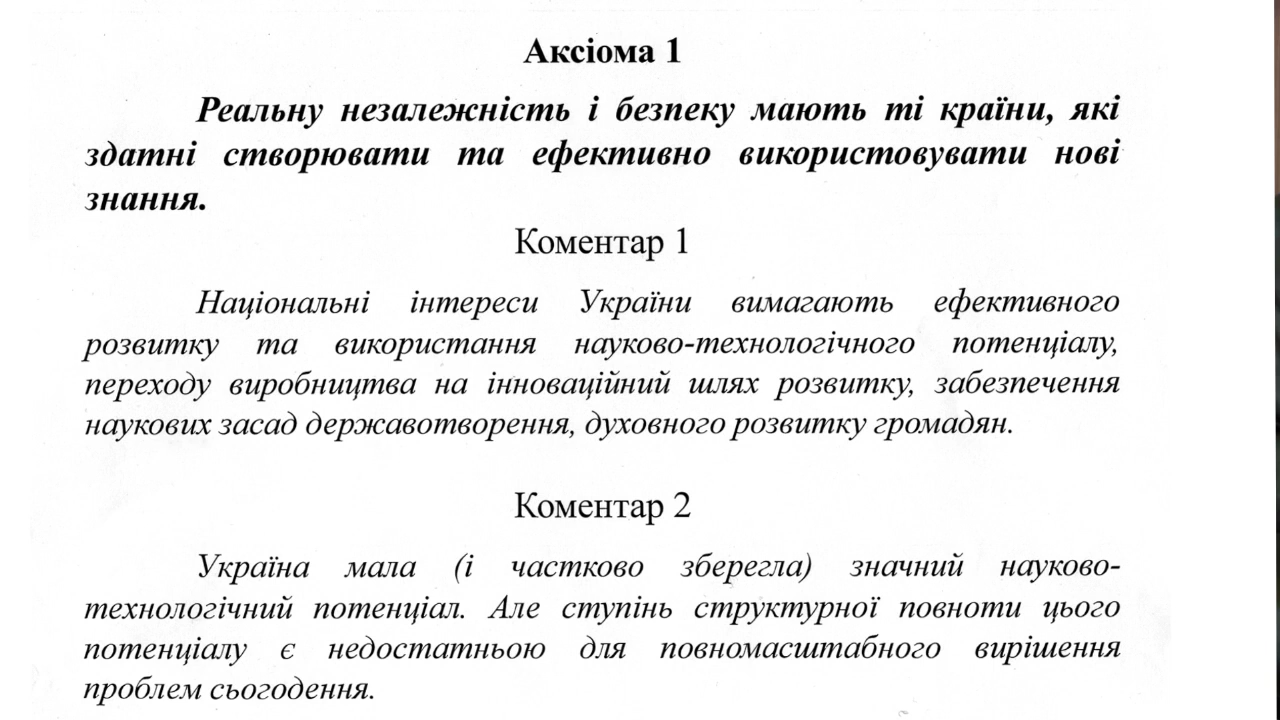 Аксіома 1
Реальну незалежність і безпеку мають ті країни, які
здатні створювати та ефективно використовувати нові
знання.
Коментар 1
Національні інтереси України вимагають ефективного
розвитку та використання науково-технологічного потенціалу,
переходу виробництва на інноваційний шлях розвитку, забезпечення
наукових засад державотворення, духовного розвитку громадян.
Коментар 2
Україна мала (і частково зберегла) значний науково-
технологічний потенціал. Але ступінь структурної повноти цього
потенціалу є недостатньою для повномасштабного вирішення
проблем сьогодення.